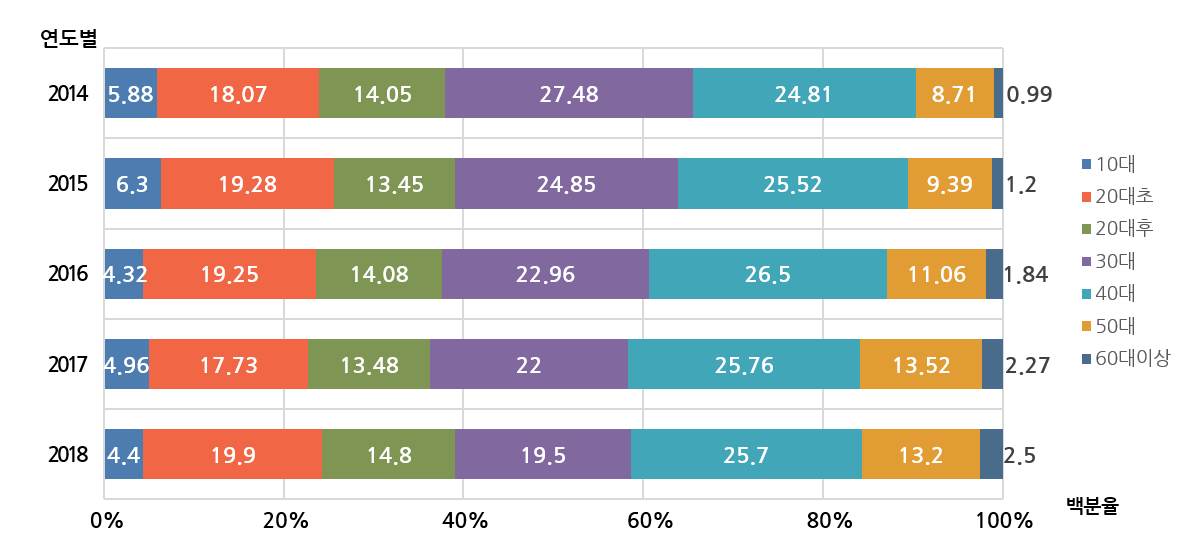 연도별
2014 5.88 18.07 14.05 27.48 24.81 8.71 0.99
2015 6.3 19.28 13.45 24.85 25.52 9.39 1.2
2016 4.32 19.25 14.08 22.96 26.5 11.06 1.84
2017 4.96 17.73 13.48 22 25.76 13.52 2.27
2018 4.4 19.9 14.8 19.5 25.7 13.2 2.5
0% 20% 40% 60% 80% 100%
백분율
10대
20대초
20대후
30대
40대
50대
60대이상